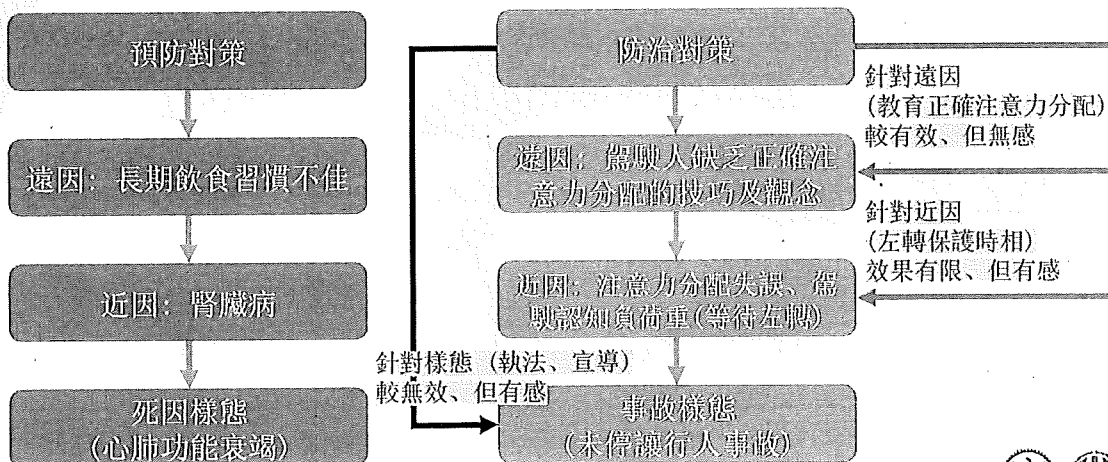 預防對策
遠因: 長期飲食習慣不佳
近因: 腎臟病
死因樣態
(心肺功能衰竭)
防治對策
遠因: 駕駛人缺乏正確注
意力分配的技巧及觀念
近因: 注意力分配失誤、駕
駛認知負荷重(等待左轉)
事故樣態
(未停讓行人事故)
針對樣態 (執法、宣導)
較無效、但有感
針對遠因
(教育正確注意力分配)
較有效、但無感
針對近因
(左轉保護時相)
效果有限、但有感